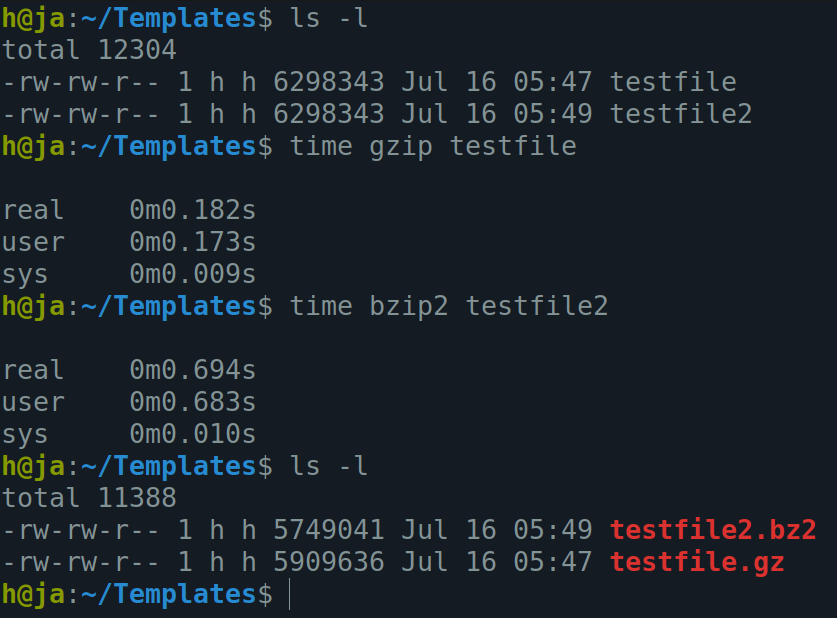 h@ja:~/Templates$ ls -l
total 12304
-rw-rw-r-- 1 h h 6298343 Jul 16 05:47 testfile
-rw-rw-r-- 1 h h 6298343 Jul 16 05:49 testfile2
h@ja:~/Templates$ time gzip testfile
real    0m0.182s
user    0m0.173s
sys     0m0.009s
h@ja:~/Templates$ time bzip2 testfile2
real    0m0.694s
user    0m0.683s
sys     0m0.010s
h@ja:~/Templates$ ls -l
total 11388
-rw-rw-r-- 1 h h 5749041 Jul 16 05:49 testfile2.bz2
-rw-rw-r-- 1 h h 5909636 Jul 16 05:47 testfile.gz
h@ja:~/Templates$